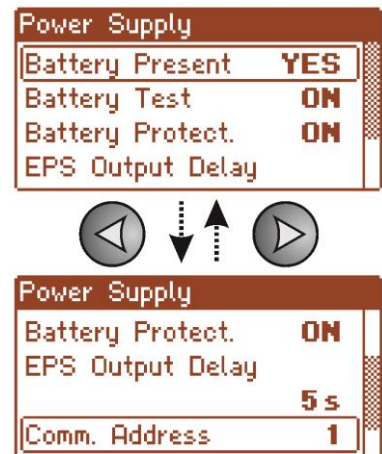 Power Supply
Battery Present YES
Battery Test ON
Battery Protect. ON
EPS Output Delay
Power Supply
Battery Protect. ON
EPS Output Delay
5 s
Comm. Address 1